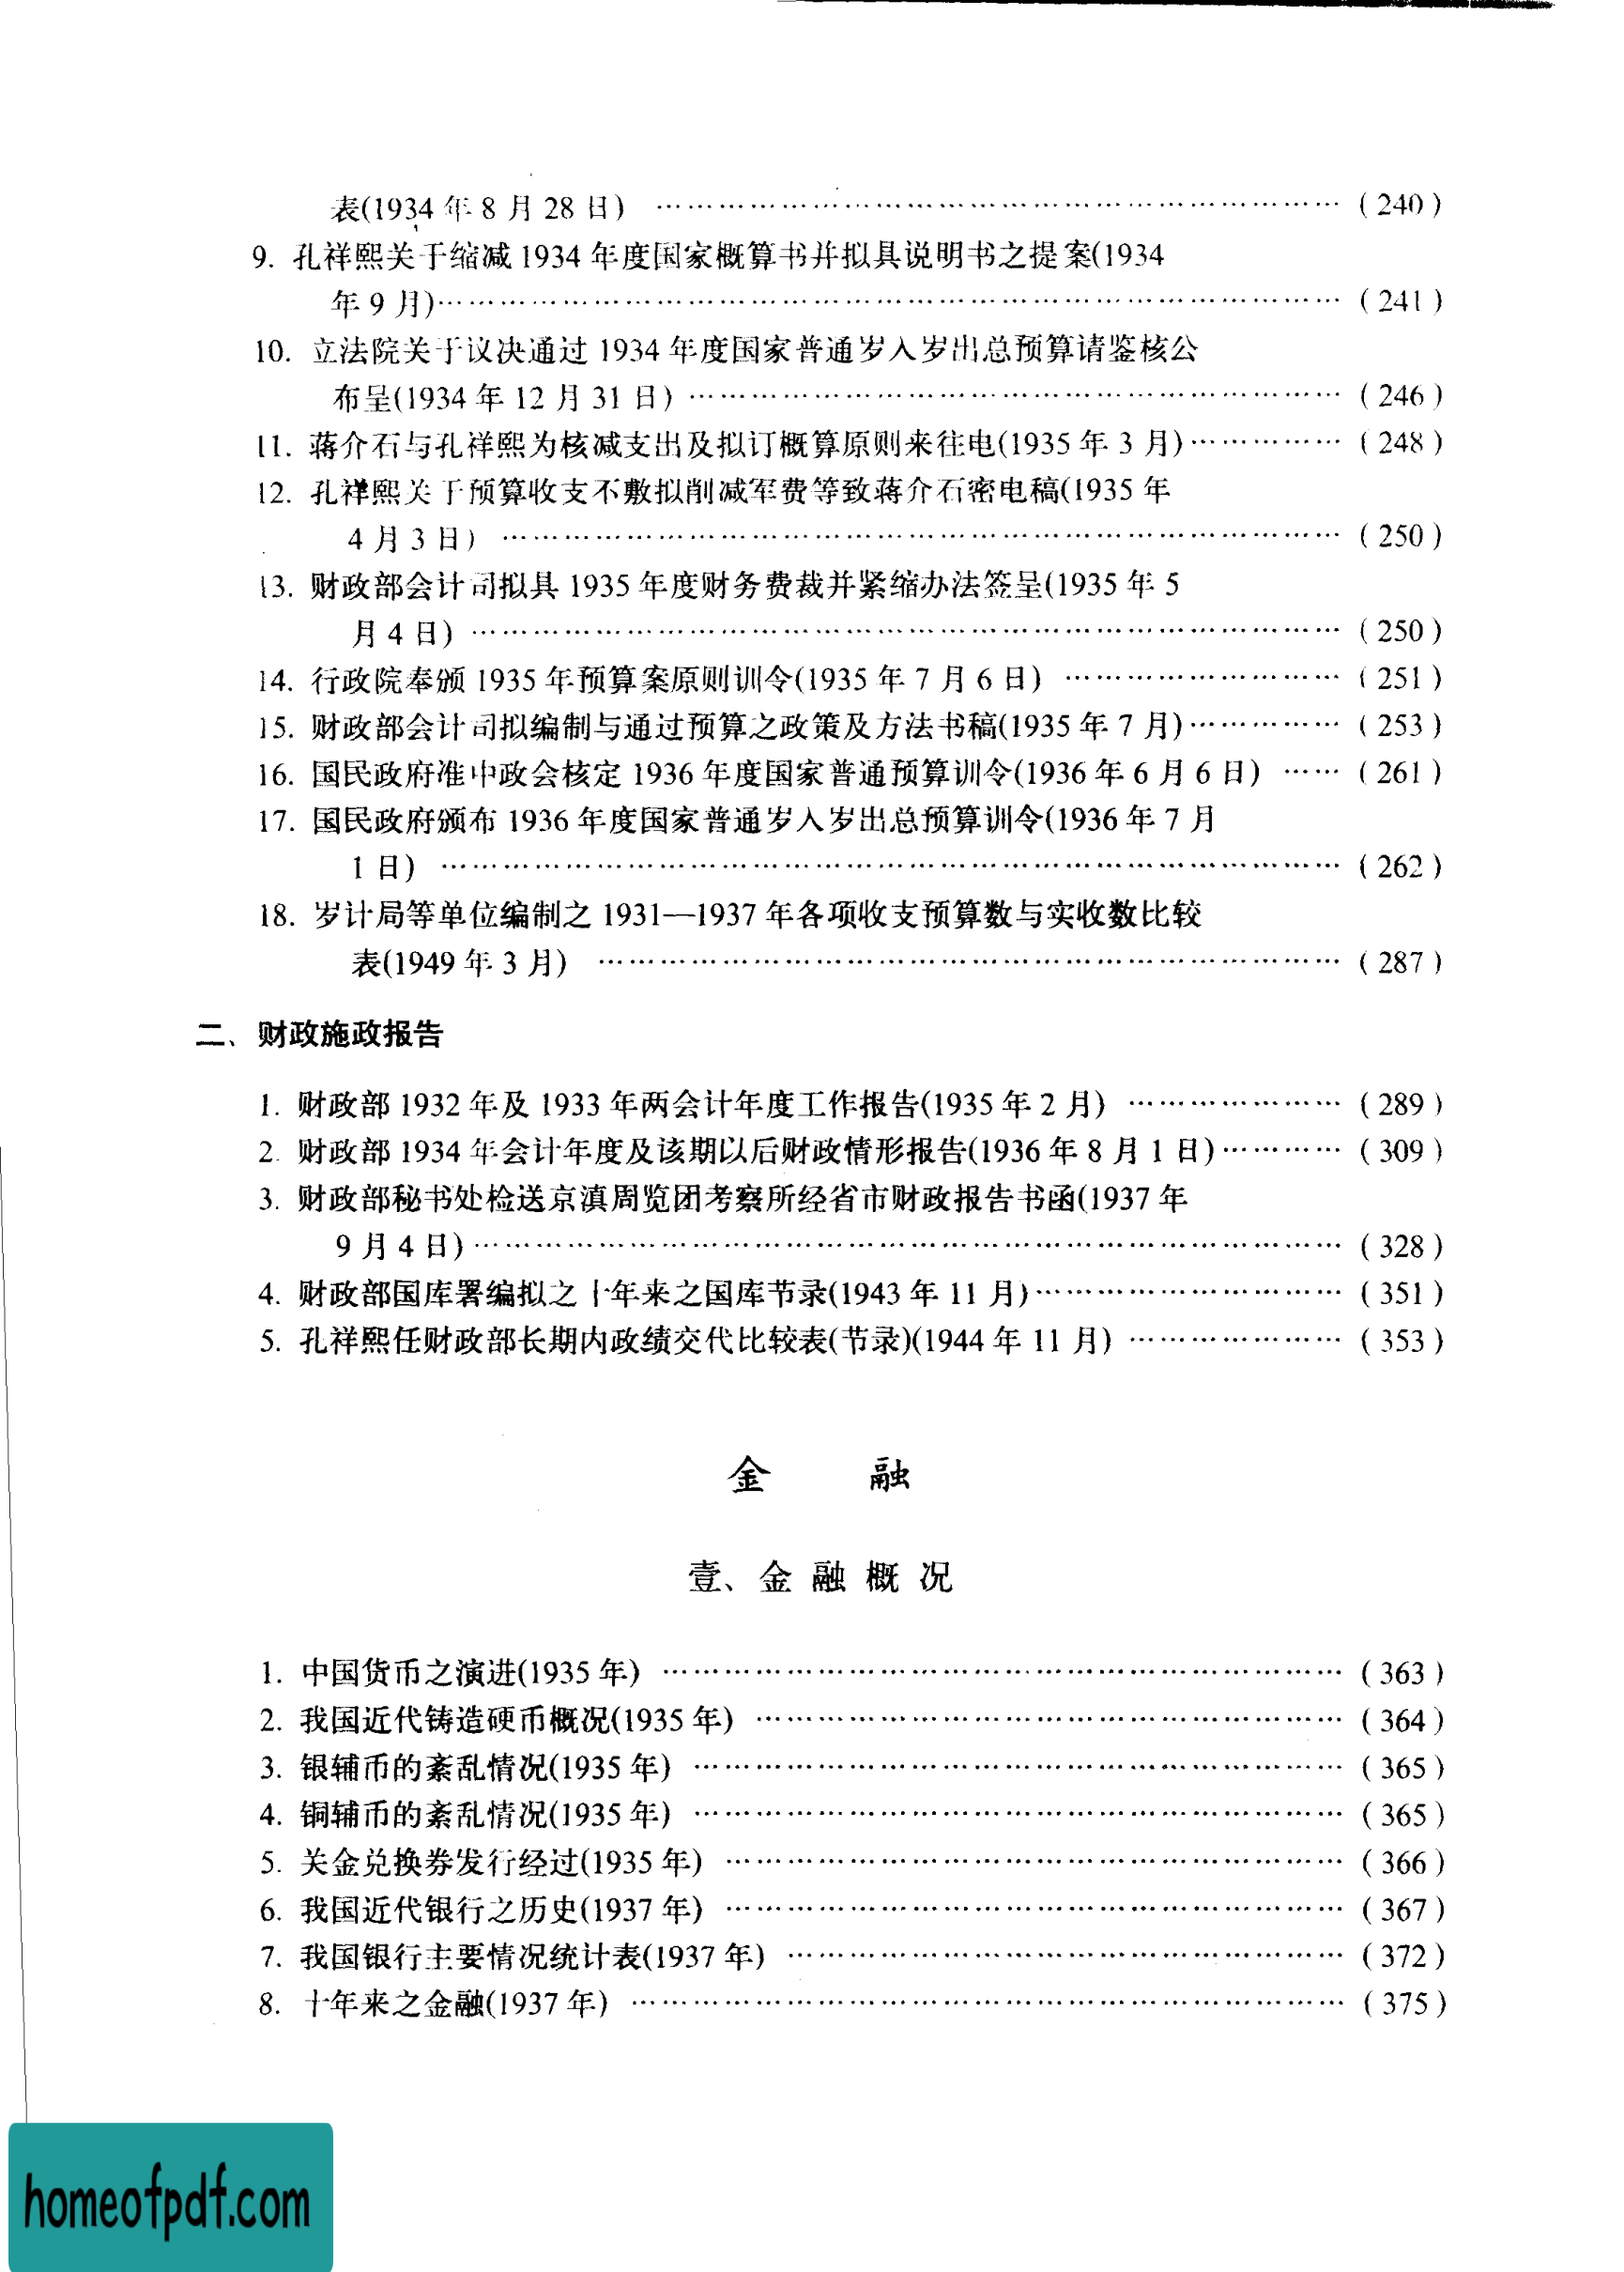 表(1934 年 8 月 28 日) ……………………………………………………………… ( 240 )
9. 孔祥熙关于缩减 1934 年度国家概算书并拟具说明书之提案(1934
年 9 月)……………………………………………………………………………… ( 241 )
10. 立法院关于议决通过 1934 年度国家普通岁入岁出总预算请鉴核公
布呈(1934 年 12 月 31 日) ………………………………………………………… ( 246 )
11. 蒋介石与孔祥熙为核减支出及拟订概算原则来往电(1935 年 3 月)…………… ( 248 )
12. 孔祥熙关于预算收支不敷拟削减军费等致蒋介石密电稿(1935 年
4 月 3 日) ………………………………………………………………………… ( 250 )
13. 财政部会计司拟具 1935 年度财务费裁并紧缩办法签呈(1935 年 5
月 4 日) …………………………………………………………………………… ( 250 )
14. 行政院奉颁 1935 年预算案原则训令(1935 年 7 月 6 日) ……………………… ( 251 )
15. 财政部会计司拟编制与通过预算之政策及方法书稿(1935 年 7 月)…………… ( 253 )
16. 国民政府准中政会核定 1936 年度国家普通预算训令(1936 年 6 月 6 日) …… ( 261 )
17. 国民政府颁布 1936 年度国家普通岁入岁出总预算训令(1936 年 7 月
1 日) ……………………………………………………………………………… ( 262 )
18. 岁计局等单位编制之 1931—1937 年各项收支预算数与实收数比较
表(1949 年 3 月) ………………………………………………………………… ( 287 )
二、财政施政报告
1. 财政部 1932 年及 1933 年两会计年度工作报告(1935 年 2 月) ………………… ( 289 )
2. 财政部 1934 年会计年度及该期以后财政情形报告(1936 年 8 月 1 日)………… ( 309 )
3. 财政部秘书处检送京滇周览团考察所经省市财政报告书函(1937 年
9 月 4 日)…………………………………………………………………………… ( 328 )
4. 财政部国库署编拟之十年来之国库节录(1943 年 11 月)………………………… ( 351 )
5. 孔祥熙任财政部长期内政绩交代比较表(节录)(1944 年 11 月) ………………… ( 353 )
金 融
壹、金 融 概 况
1. 中国货币之演进(1935 年) …………………………………………………………… ( 363 )
2. 我国近代铸造硬币概况(1935 年) …………………………………………………… ( 364 )
3. 银辅币的紊乱情况(1935 年) ………………………………………………………… ( 365 )
4. 铜辅币的紊乱情况(1935 年) ………………………………………………………… ( 365 )
5. 关金兑换券发行经过(1935 年) ……………………………………………………… ( 366 )
6. 我国近代银行之历史(1937 年) ……………………………………………………… ( 367 )
7. 我国银行主要情况统计表(1937 年) ………………………………………………… ( 372 )
8. 十年来之金融(1937 年) ……………………………………………………………… ( 375 )
homeofpdf.com